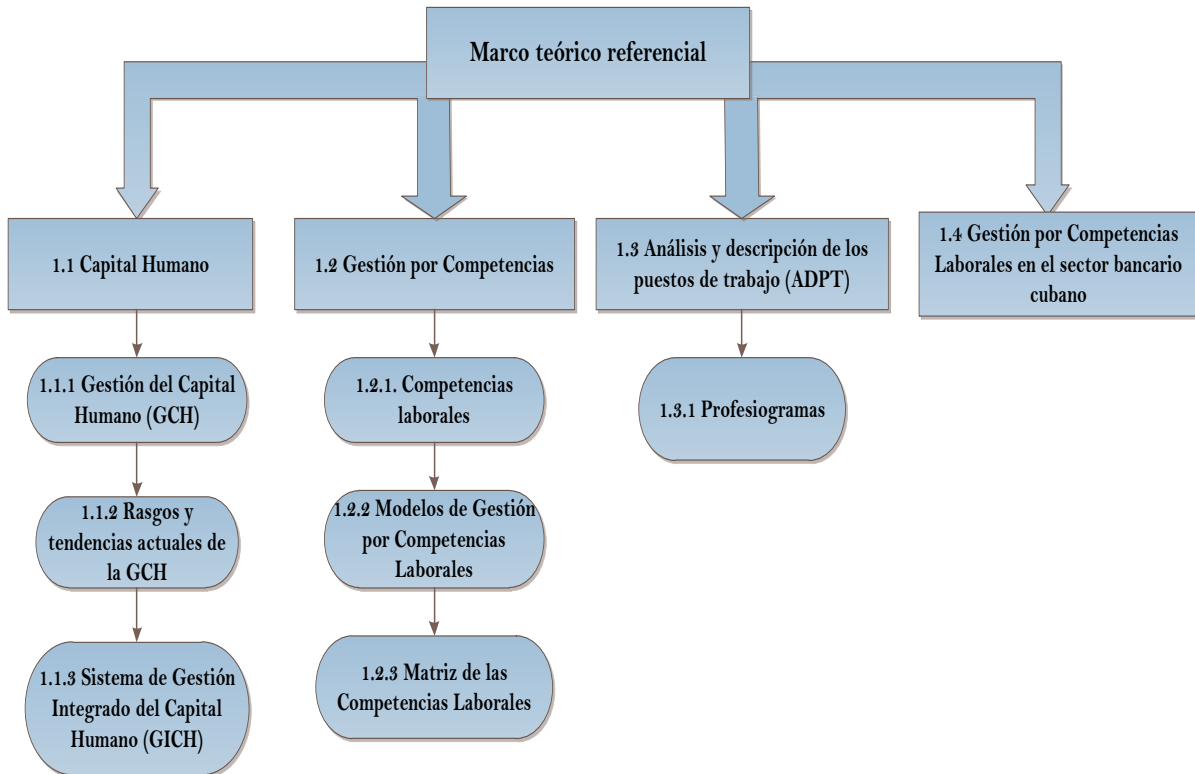 Marco teórico referencial
1.1 Capital Humano
1.2 Gestión por Competencias
1.3 Análisis y descripción de los
puestos de trabajo (ADPT)
1.4 Gestión por Competencias
Laborales en el sector bancario
cubano
1.1.1 Gestión del Capital
Humano (GCH)
1.2.1. Competencias
laborales
1.3.1 Profesiogramas
1.1.2 Rasgos y
tendencias actuales de
la GCH
1.2.2 Modelos de Gestión
por Competencias
Laborales
1.1.3 Sistema de Gestión
Integrado del Capital
Humano (GICH)
1.2.3 Matriz de las
Competencias Laborales